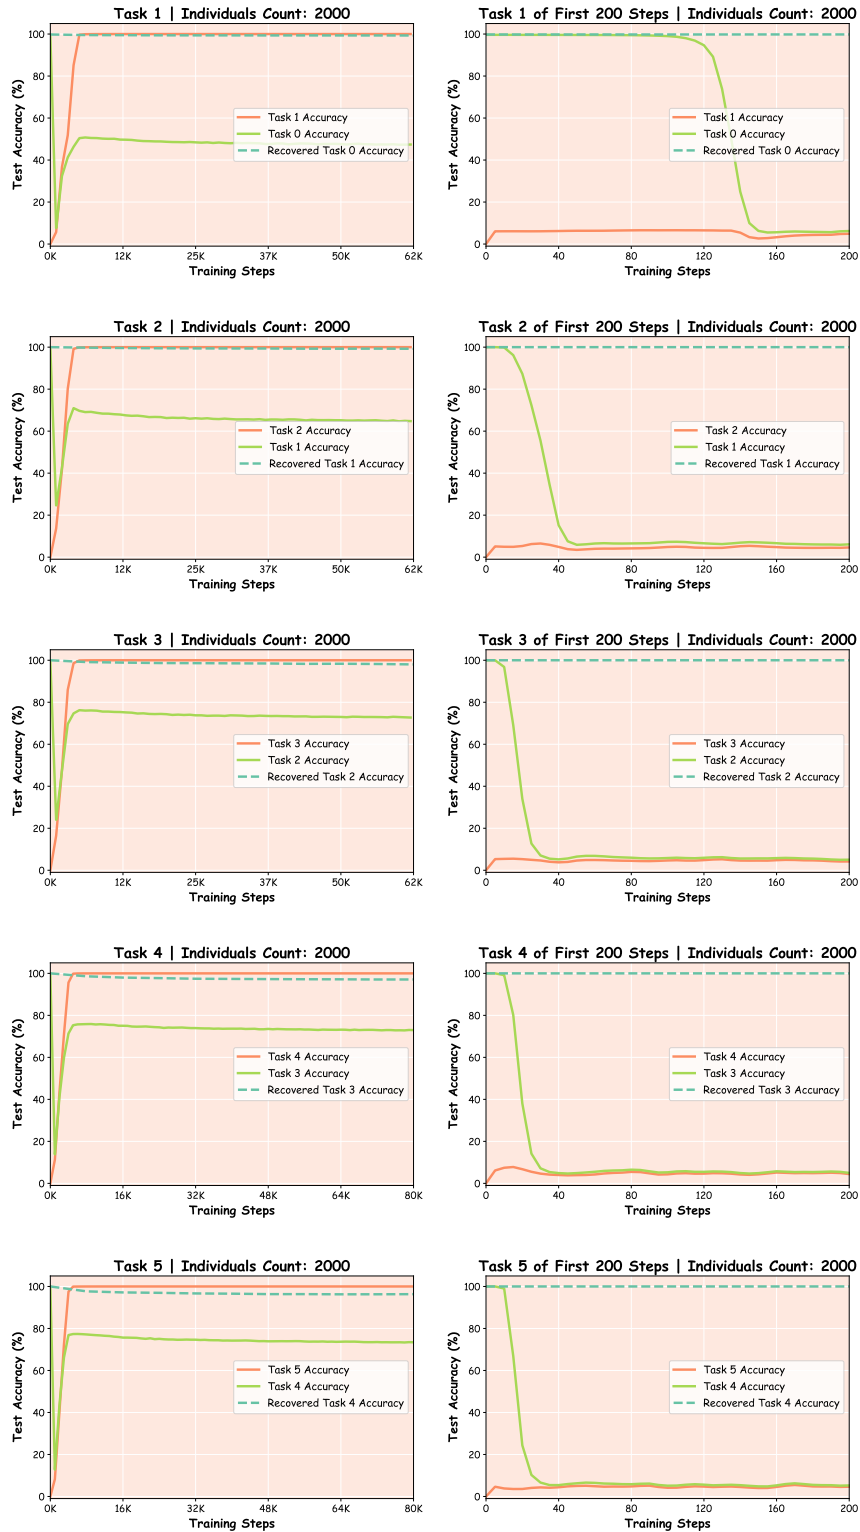 Task 1 | Individuals Count: 2000
Test Accuracy (%)
100
80
60
40
20
0
Task 1 Accuracy
Task 0 Accuracy
Recovered Task 0 Accuracy
0K 12K 25K 37K 50K 62K
Training Steps
Task 1 of First 200 Steps | Individuals Count: 2000
Test Accuracy (%)
100
80
60
40
20
0
Task 1 Accuracy
Task 0 Accuracy
Recovered Task 0 Accuracy
0 40 80 120 160 200
Training Steps
Task 2 | Individuals Count: 2000
Test Accuracy (%)
100
80
60
40
20
0
Task 2 Accuracy
Task 1 Accuracy
Recovered Task 1 Accuracy
0K 12K 25K 37K 50K 62K
Training Steps
Task 2 of First 200 Steps | Individuals Count: 2000
Test Accuracy (%)
100
80
60
40
20
0
Task 2 Accuracy
Task 1 Accuracy
Recovered Task 1 Accuracy
0 40 80 120 160 200
Training Steps
Task 3 | Individuals Count: 2000
Test Accuracy (%)
100
80
60
40
20
0
Task 3 Accuracy
Task 2 Accuracy
Recovered Task 2 Accuracy
0K 12K 25K 37K 50K 62K
Training Steps
Task 3 of First 200 Steps | Individuals Count: 2000
Test Accuracy (%)
100
80
60
40
20
0
Task 3 Accuracy
Task 2 Accuracy
Recovered Task 2 Accuracy
0 40 80 120 160 200
Training Steps
Task 4 | Individuals Count: 2000
Test Accuracy (%)
100
80
60
40
20
0
Task 4 Accuracy
Task 3 Accuracy
Recovered Task 3 Accuracy
0K 16K 32K 48K 64K 80K
Training Steps
Task 4 of First 200 Steps | Individuals Count: 2000
Test Accuracy (%)
100
80
60
40
20
0
Task 4 Accuracy
Task 3 Accuracy
Recovered Task 3 Accuracy
0 40 80 120 160 200
Training Steps
Task 5 | Individuals Count: 2000
Test Accuracy (%)
100
80
60
40
20
0
Task 5 Accuracy
Task 4 Accuracy
Recovered Task 4 Accuracy
0K 16K 32K 48K 64K 80K
Training Steps
Task 5 of First 200 Steps | Individuals Count: 2000
Test Accuracy (%)
100
80
60
40
20
0
Task 5 Accuracy
Task 4 Accuracy
Recovered Task 4 Accuracy
0 40 80 120 160 200
Training Steps